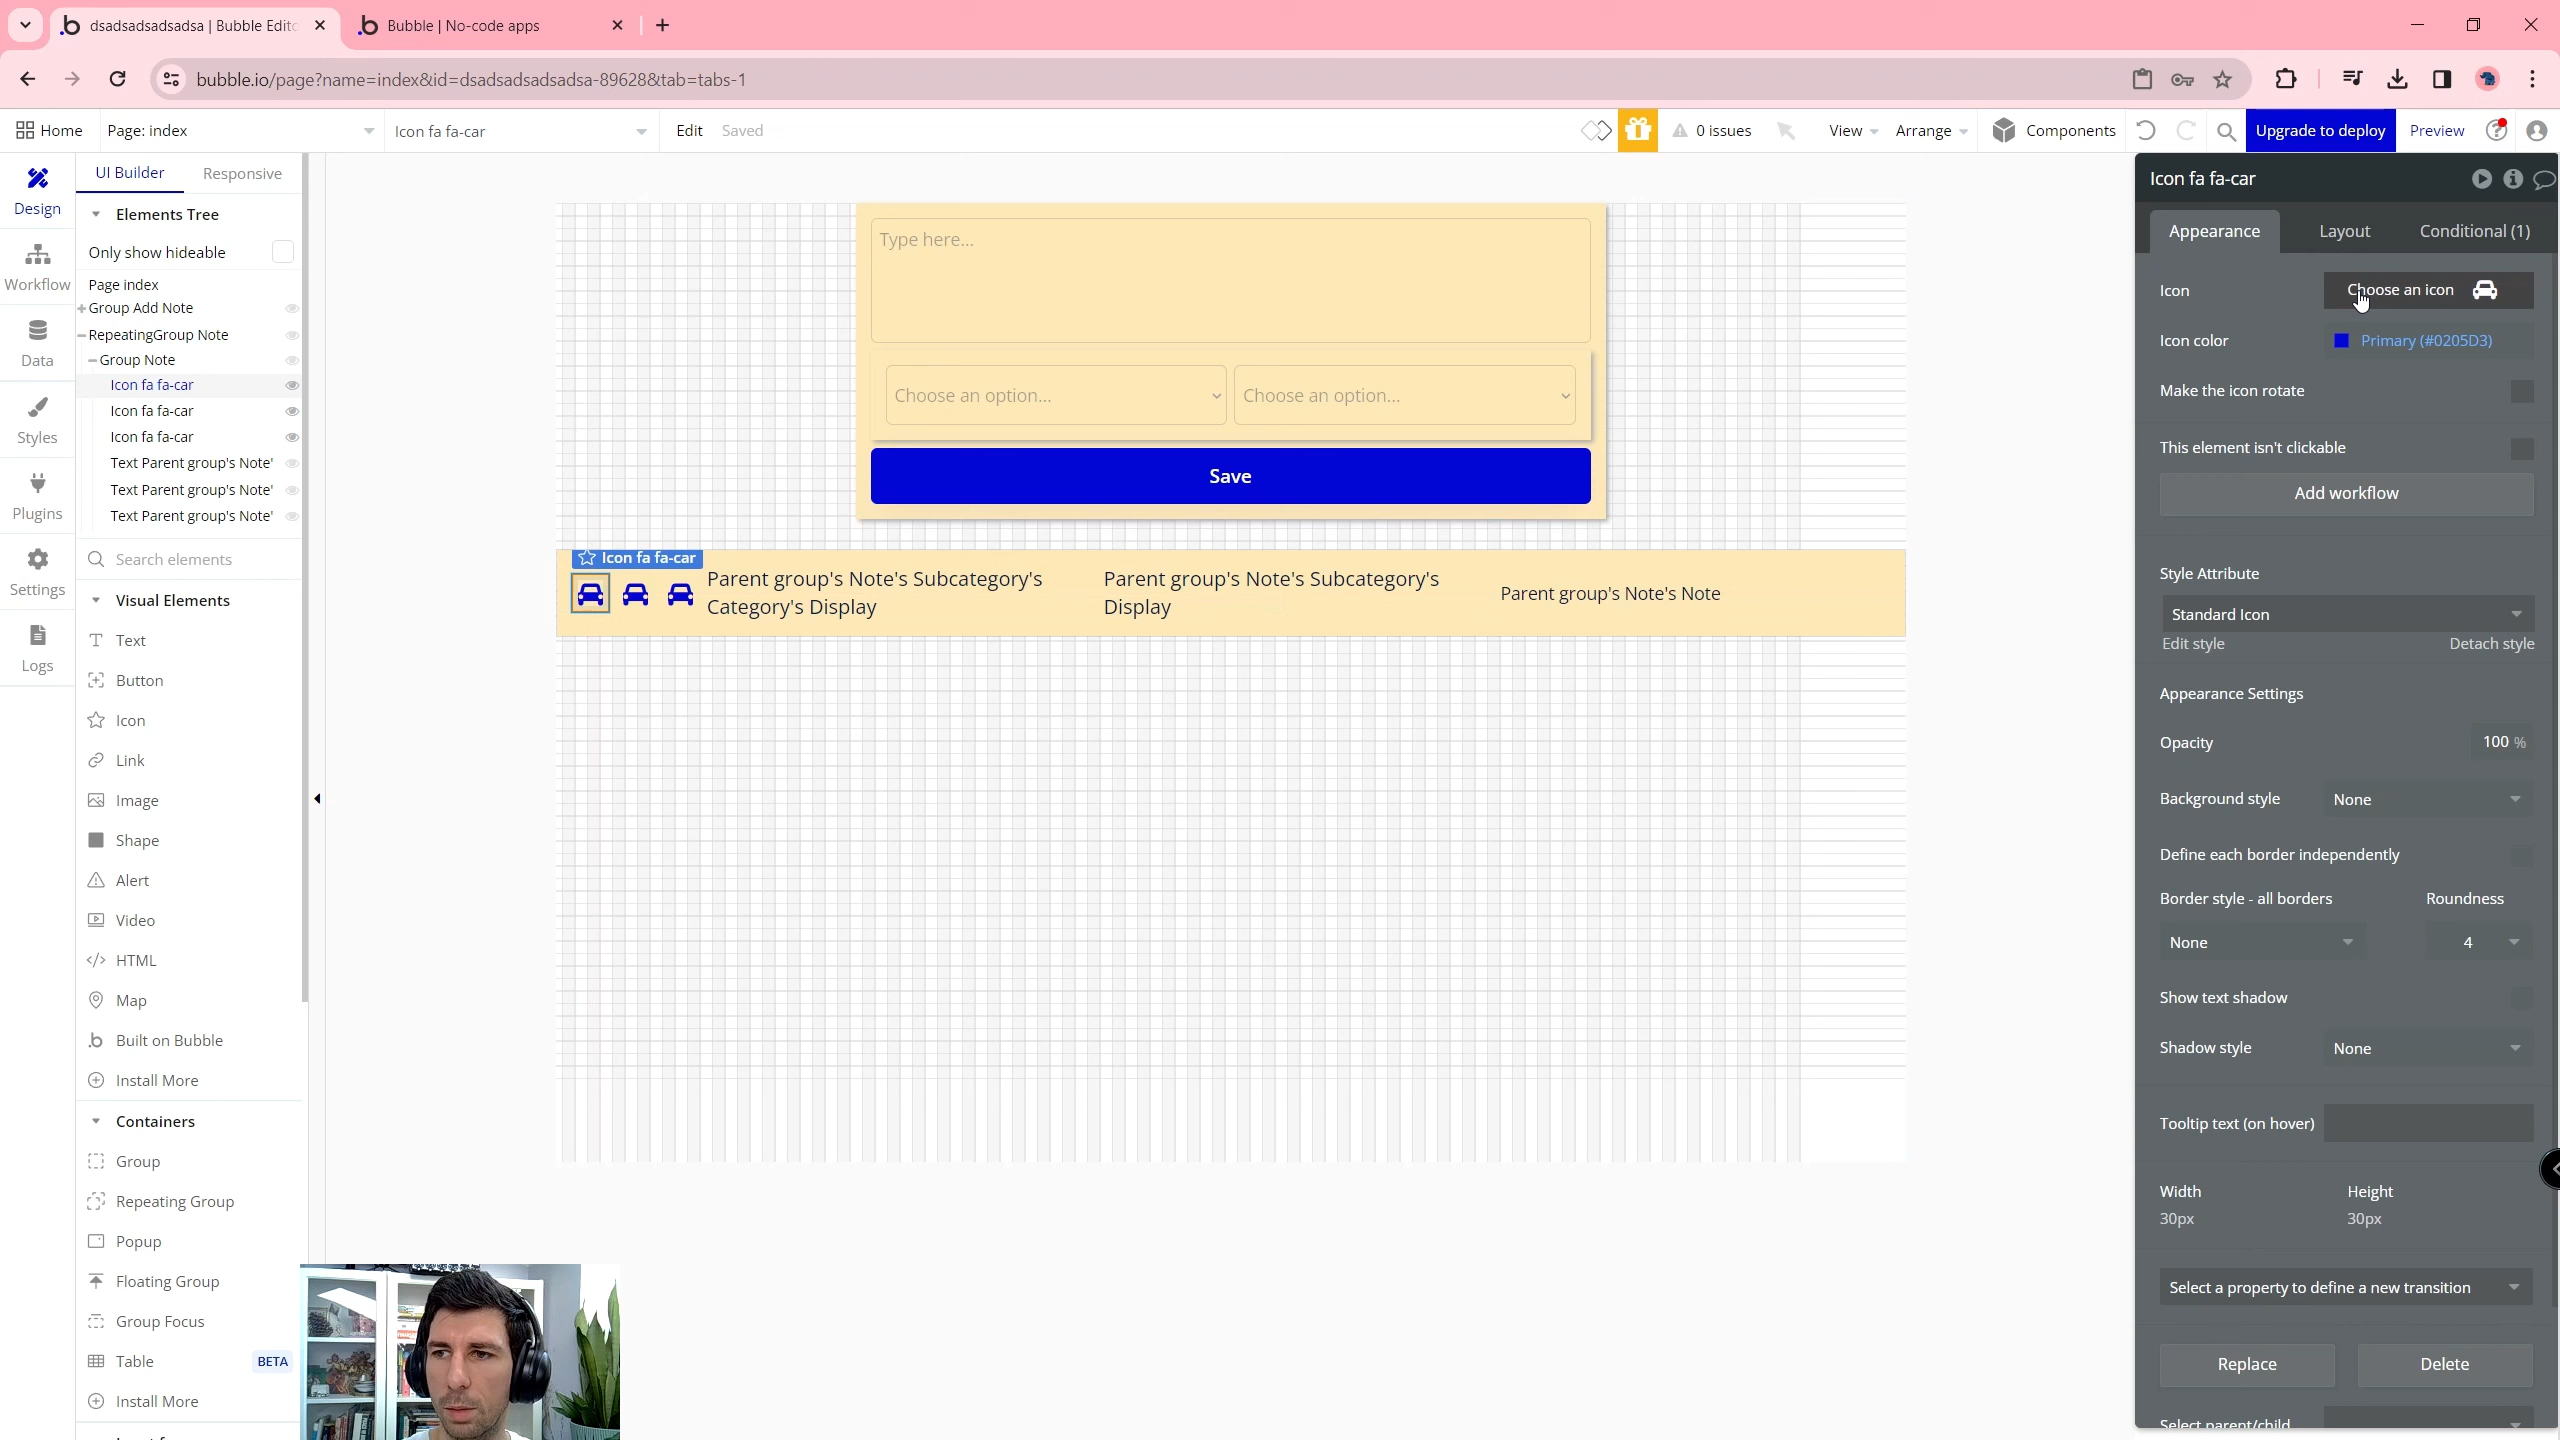 dsadsadsadsadsa | Bubble Edito
Bubble | No-code apps
bubble.io/page?name=index&id=dsadsadsadsadsa-89628&tab=tabs-1
Home
Page: index
Icon fa fa-car
Edit
Saved
0 issues
View
Arrange
Components
Upgrade to deploy
Preview
Design
Workflow
Data
Styles
Plugins
Settings
Logs
UI Builder
Responsive
Elements Tree
Only show hideable
Page index
Group Add Note
RepeatingGroup Note
Group Note
Icon fa fa-car
Icon fa fa-car
Icon fa fa-car
Text Parent group's Note'
Text Parent group's Note'
Text Parent group's Note'
Search elements
Visual Elements
Text
Button
Icon
Link
Image
Shape
Alert
Video
HTML
Map
Built on Bubble
Install More
Containers
Group
Repeating Group
Popup
Floating Group
Group Focus
Table
BETA
Install More
Type here...
Choose an option...
Choose an option...
Save
Icon fa fa-car
Parent group's Note's Subcategory's
Category's Display
Parent group's Note's Subcategory's
Display
Parent group's Note's Note
Icon fa fa-car
Appearance
Layout
Conditional (1)
Icon
Choose an icon
Icon color
Primary (#0205D3)
Make the icon rotate
This element isn't clickable
Add workflow
Style Attribute
Standard Icon
Edit style
Detach style
Appearance Settings
Opacity
100 %
Background style
None
Define each border independently
Border style - all borders
Roundness
None
4
Show text shadow
Shadow style
None
Tooltip text (on hover)
Width
Height
30px
30px
Select a property to define a new transition
Replace
Delete
Select parent/child